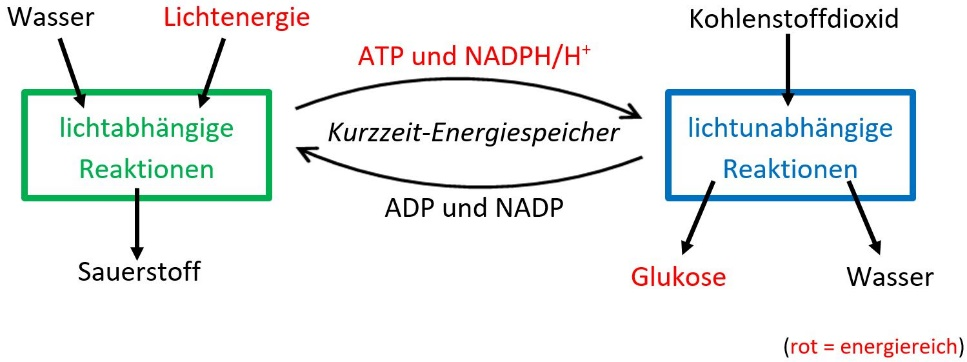 Wasser
Lichtenergie
Kohlenstoffdioxid
ATP und NADPH/H⁺
lichtabhängige
Reaktionen
Kurzzeit-Energiespeicher
lichtunabhängige
Reaktionen
ADP und NADP
Sauerstoff
Glukose
Wasser
(rot = energiereich)